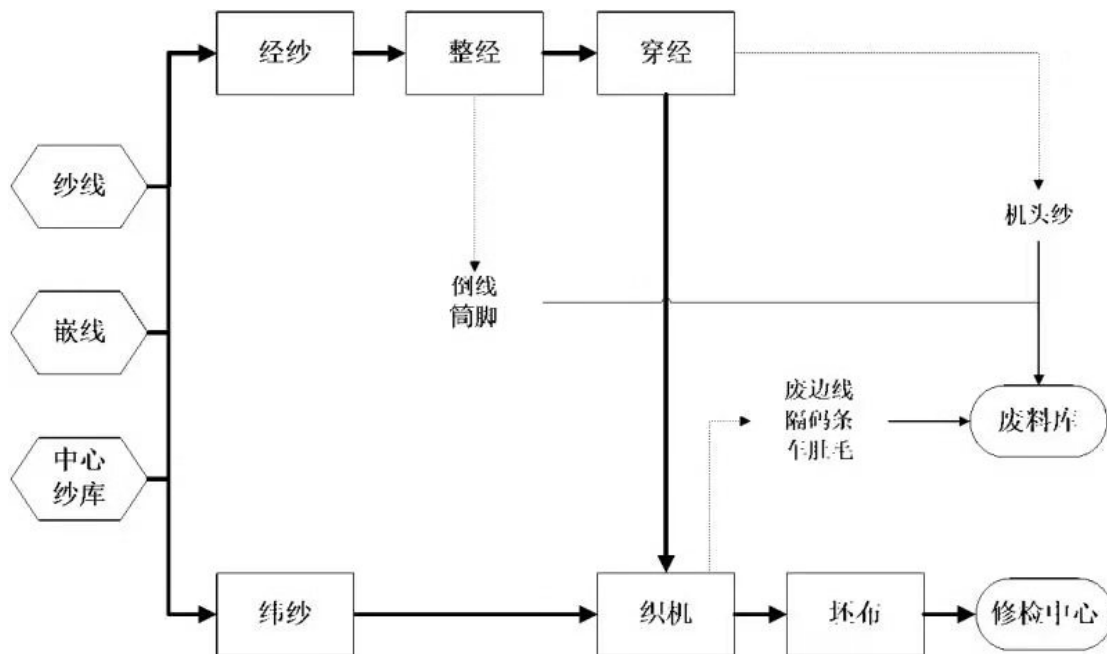 经纱
整经
穿经
纱线
机头纱
倒线
筒脚
嵌线
废边线
隔码条
车肚毛
废料库
中心
纱库
纬纱
织机
坯布
修检中心